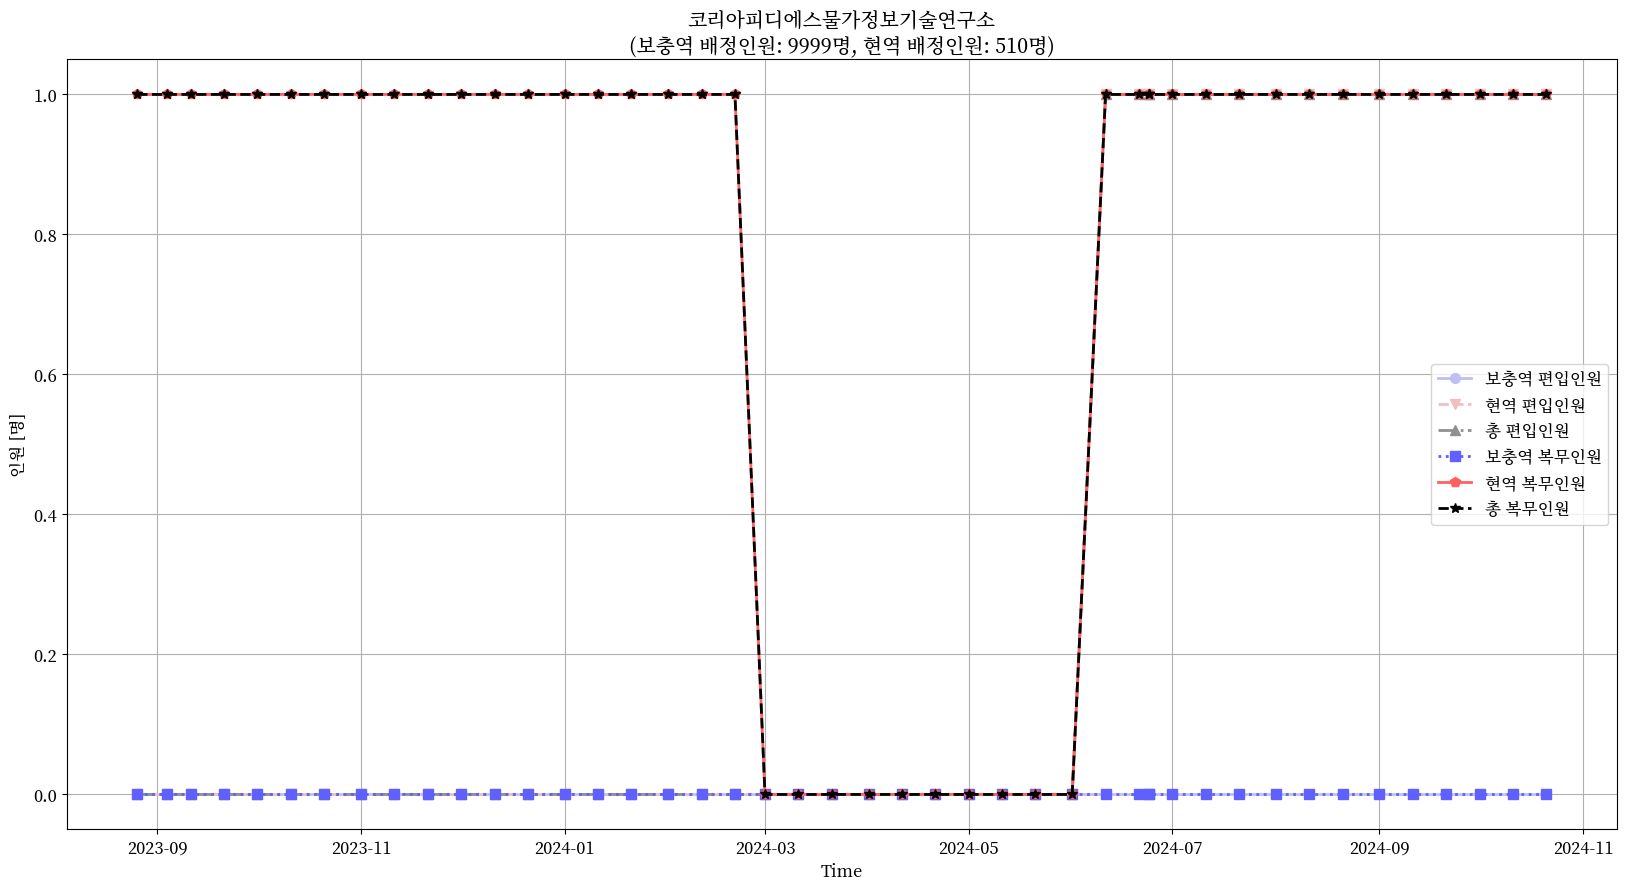 코리아피디에스물가정보기술연구소
(보충역 배정인원: 9999명, 현역 배정인원: 510명)
1.0
0.8
0.6
0.4
0.2
0.0
인원 [명]
보충역 편입인원
현역 편입인원
총 편입인원
보충역 복무인원
현역 복무인원
총 복무인원
2023-09
2023-11
2024-01
2024-03
2024-05
2024-07
2024-09
2024-11
Time